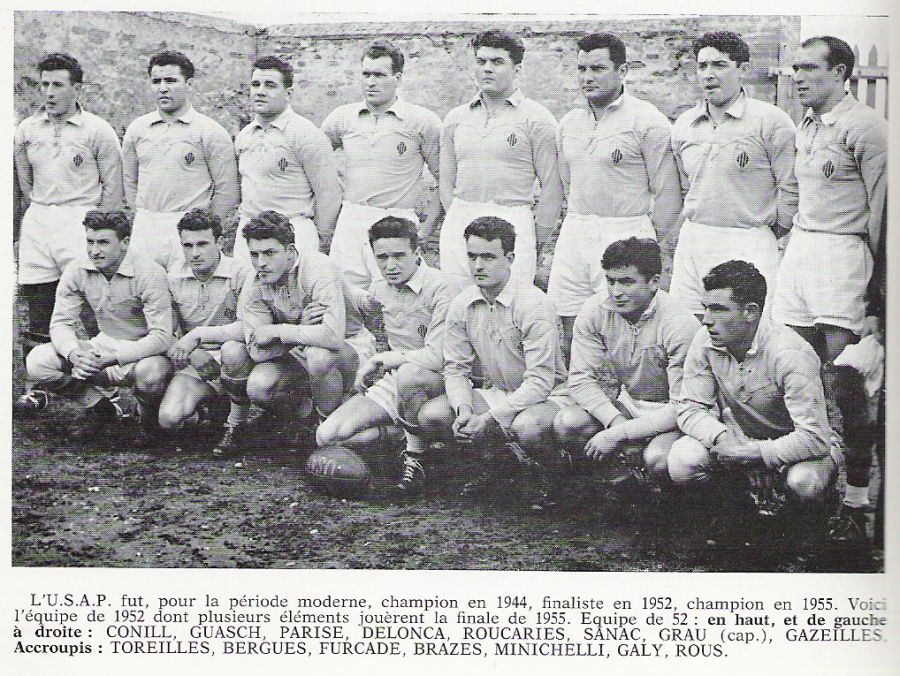 L'U.S.A.P. fut, pour la période moderne, champion en 1944, finaliste en 1952, champion en 1955. Voici
l'équipe de 1952 dont plusieurs éléments jouèrent la finale de 1955. Equipe de 52 : en haut, et de gauche
à droite : CONILL, GUASCH, PARISE, DELONCA, ROUCARIES, SANAC, GRAU (cap.), GAZEILLES.
Accroupis : TOREILLES, BERGUES, FURCADE, BRAZES, MINICHELLI, GALY, ROUS.